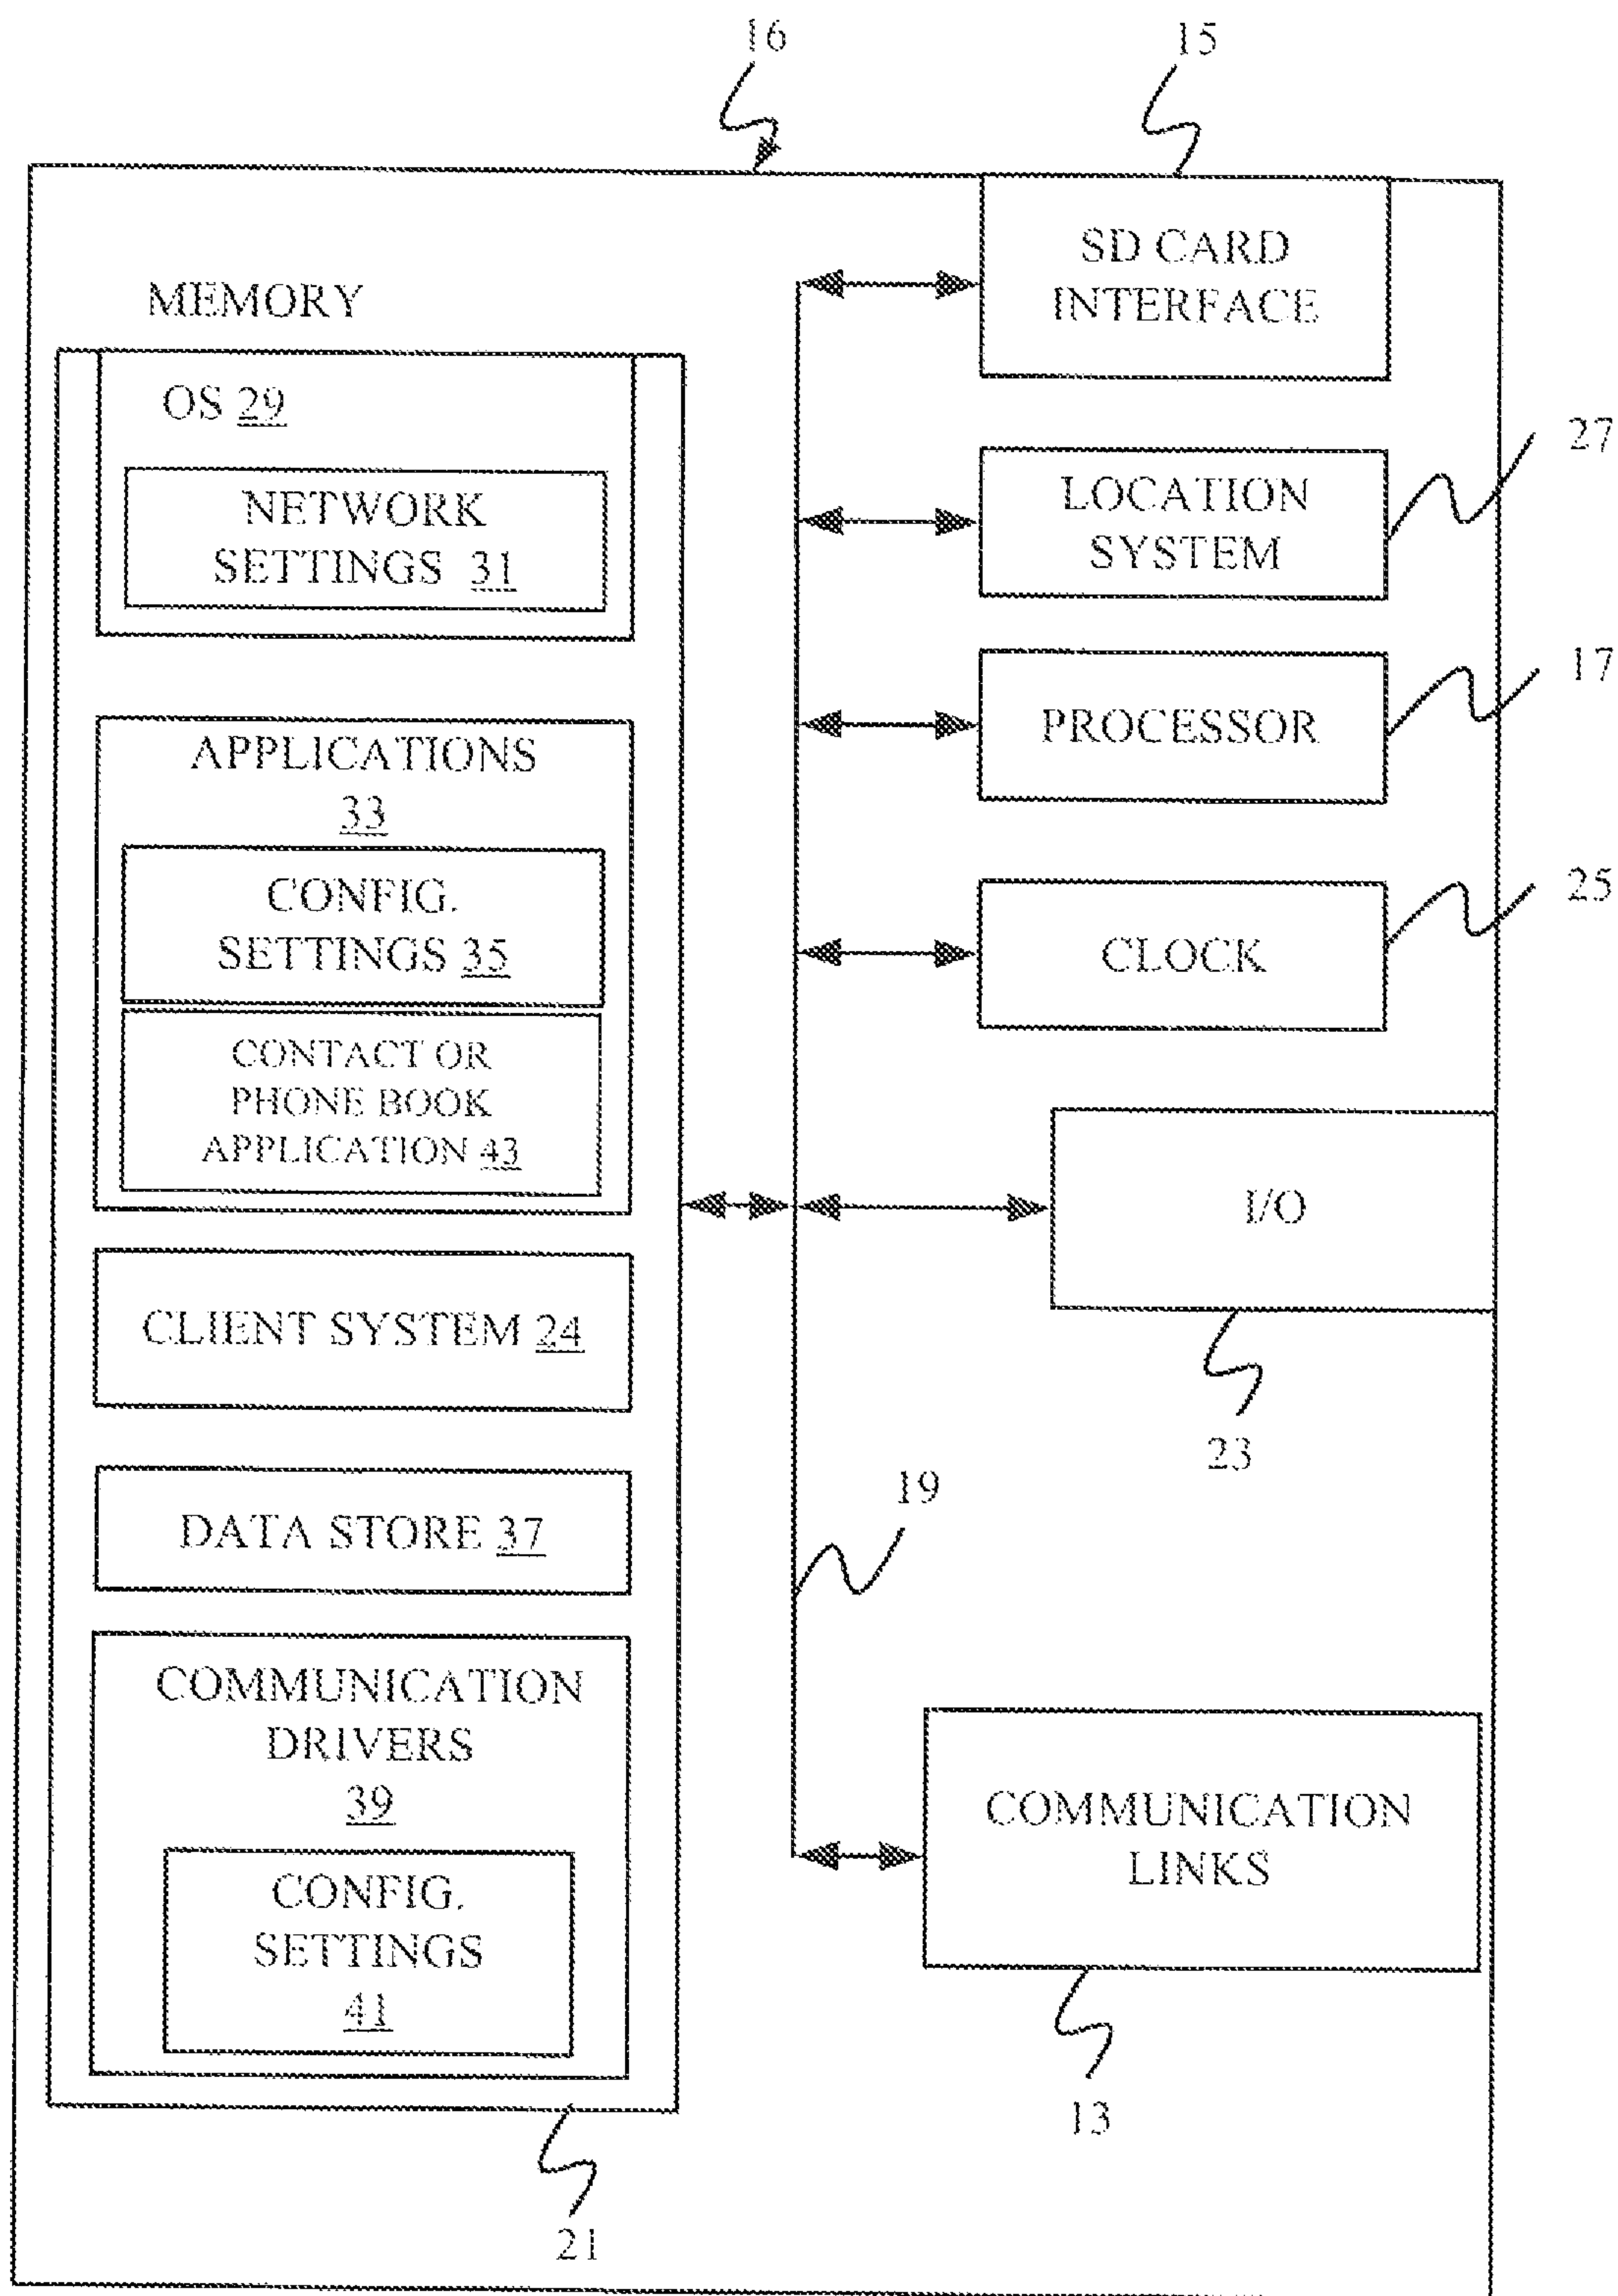 16
15
SD CARD
INTERFACE
MEMORY
OS 29
NETWORK
SETTINGS 31
27
LOCATION
SYSTEM
17
PROCESSOR
APPLICATIONS
33
CONFIG.
SETTINGS 35
25
CLOCK
CONTACT OR
PHONE BOOK
APPLICATION 43
I/O
23
CLIENT SYSTEM 24
19
DATA STORE 37
COMMUNICATION
DRIVERS
39
CONFIG.
SETTINGS
41
COMMUNICATION
LINKS
13
21